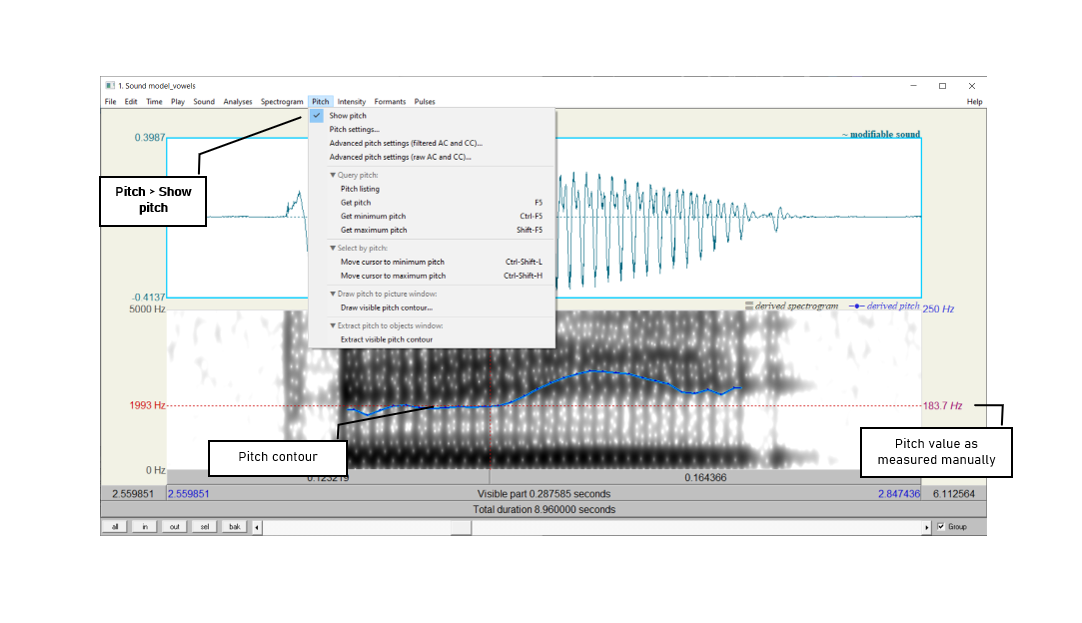 1. Sound model_vowels
File Edit Time Play Sound Analyses Spectrogram Pitch Intensity Formants Pulses Help
Show pitch
Pitch settings...
Advanced pitch settings (filtered AC and CC)...
Advanced pitch settings (raw AC and CC)...
Query pitch:
Pitch listing
Get pitch F5
Get minimum pitch Ctrl-F5
Get maximum pitch Shift-F5
Select by pitch:
Move cursor to minimum pitch Ctrl-Shift-L
Move cursor to maximum pitch Ctrl-Shift-H
Draw pitch to picture window:
Draw visible pitch contour...
Extract pitch to objects window:
Extract visible pitch contour
0.3987
~ modifiable sound
Pitch > Show
pitch
-0.4137
5000 Hz
derived spectrogram derived pitch
250 Hz
1993 Hz
183.7 Hz
Pitch contour
Pitch value as
measured manually
0 Hz
0.123219 0.164366
2.559851 2.559851 Visible part 0.287585 seconds 2.847436 6.112564
Total duration 8.960000 seconds
all in out sel bak Group